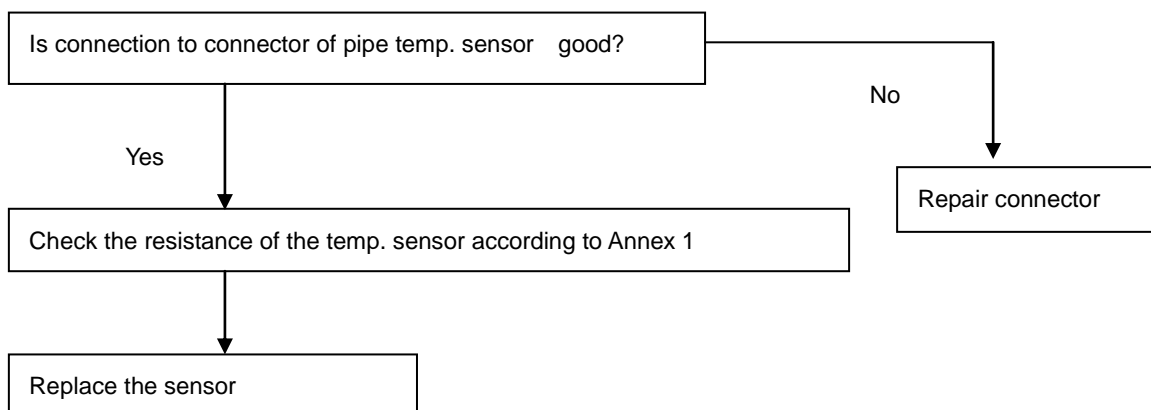 Is connection to connector of pipe temp. sensor good?
No
Yes
Repair connector
Check the resistance of the temp. sensor according to Annex 1
Replace the sensor